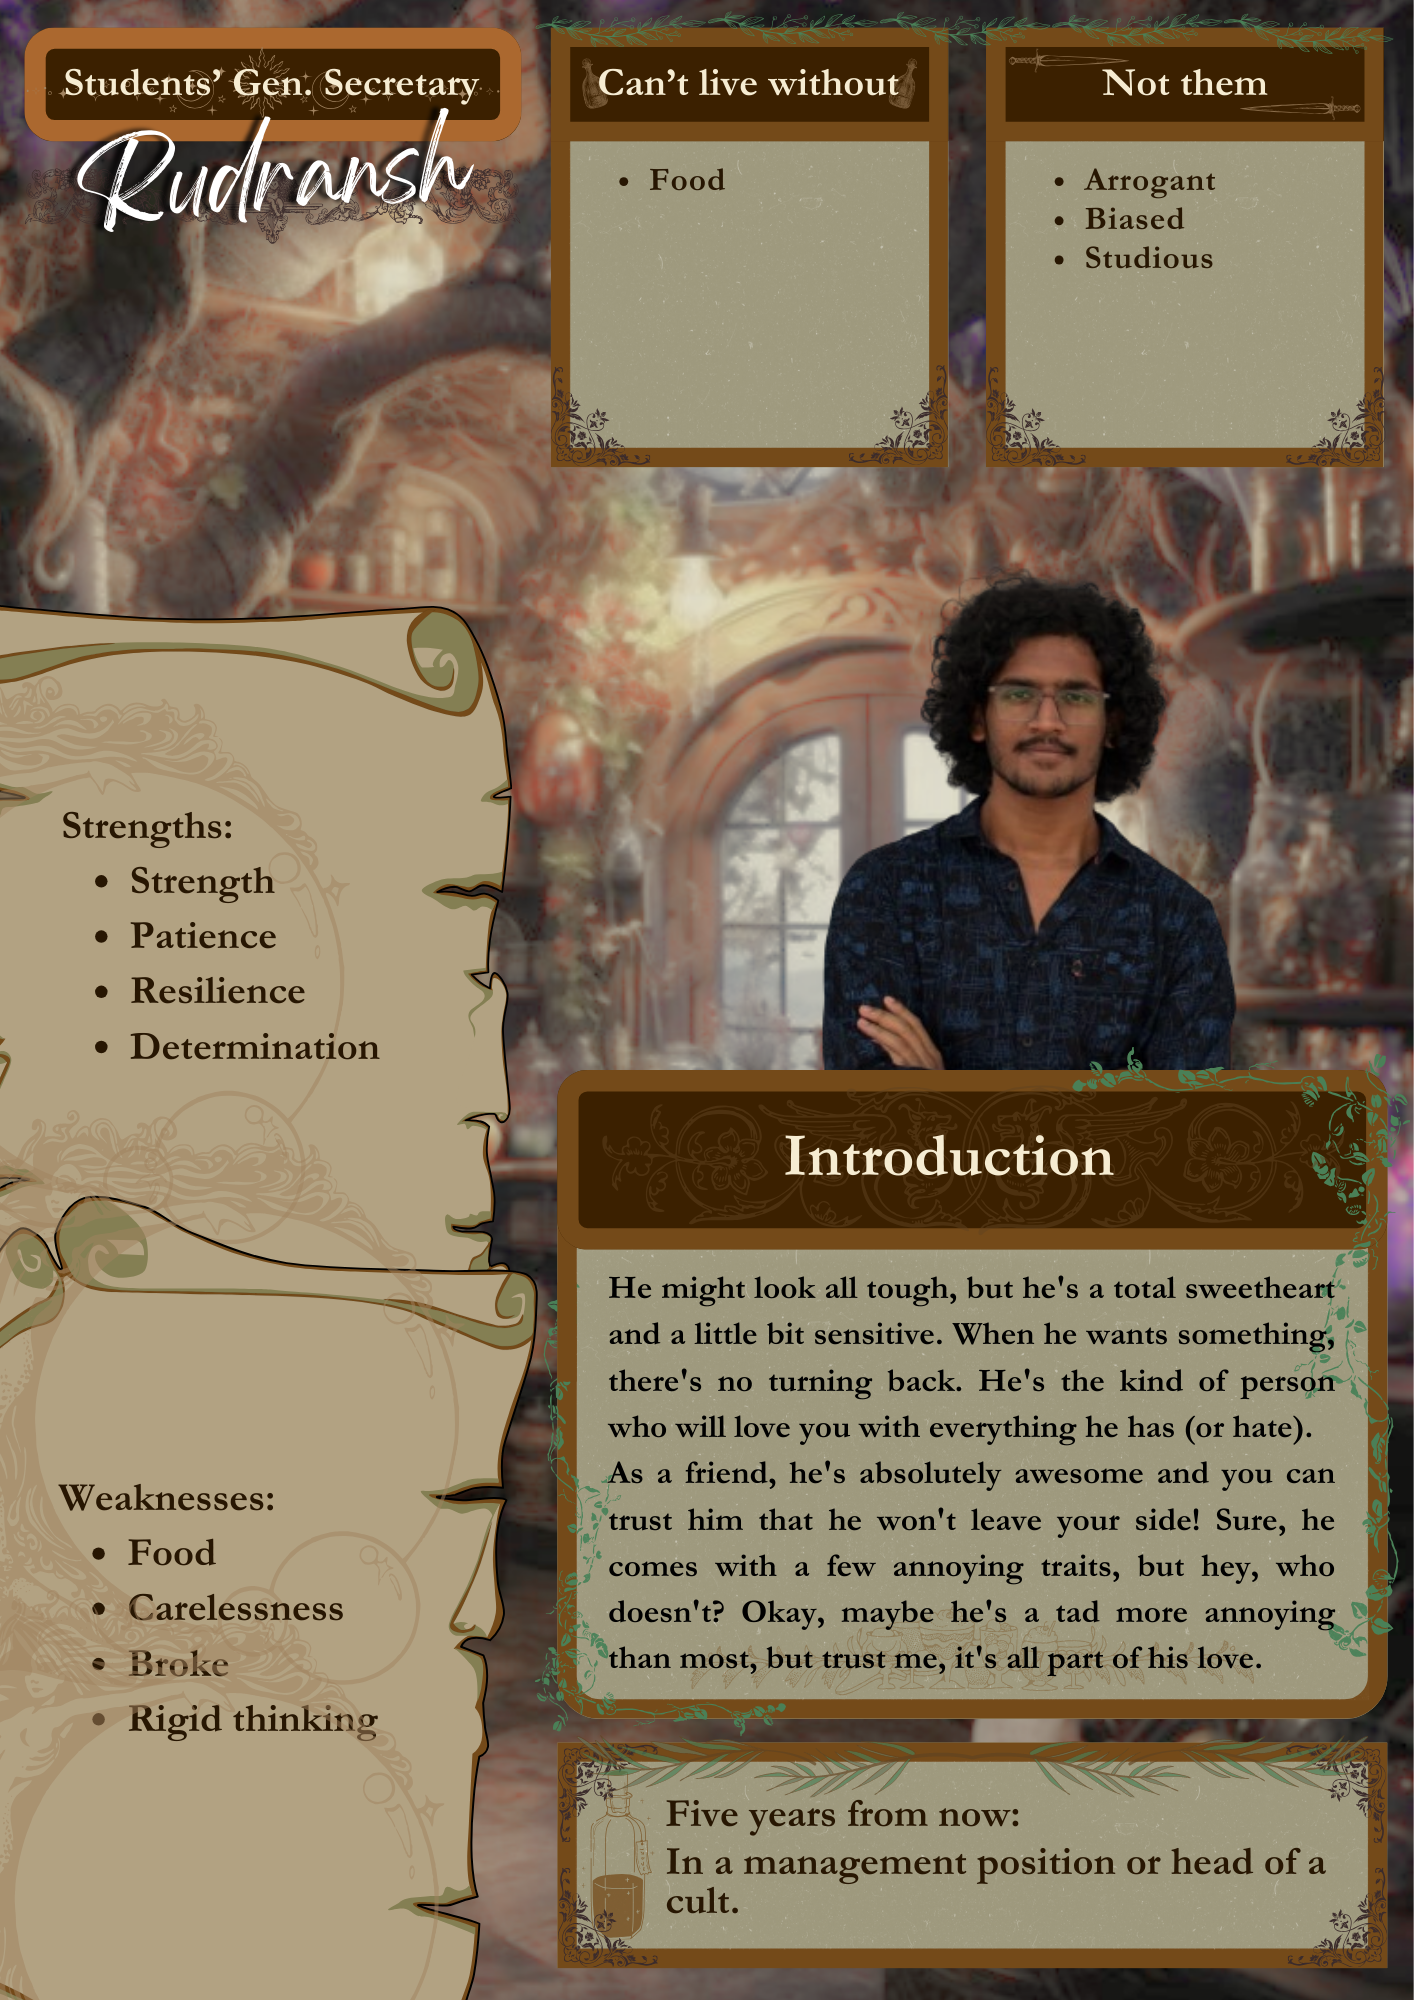 Students’ Gen. Secretary
Rudransh
Can’t live without
• Food
Not them
• Arrogant
• Biased
• Studious
Strengths:
• Strength
• Patience
• Resilience
• Determination
Weaknesses:
• Food
• Carelessness
• Broke
• Rigid thinking
Introduction
He might look all tough, but he's a total sweetheart
and a little bit sensitive. When he wants something,
there's no turning back. He's the kind of person
who will love you with everything he has (or hate).
As a friend, he's absolutely awesome and you can
trust him that he won't leave your side! Sure, he
comes with a few annoying traits, but hey, who
doesn't? Okay, maybe he's a tad more annoying
than most, but trust me, it's all part of his love.
Five years from now:
In a management position or head of a
cult.